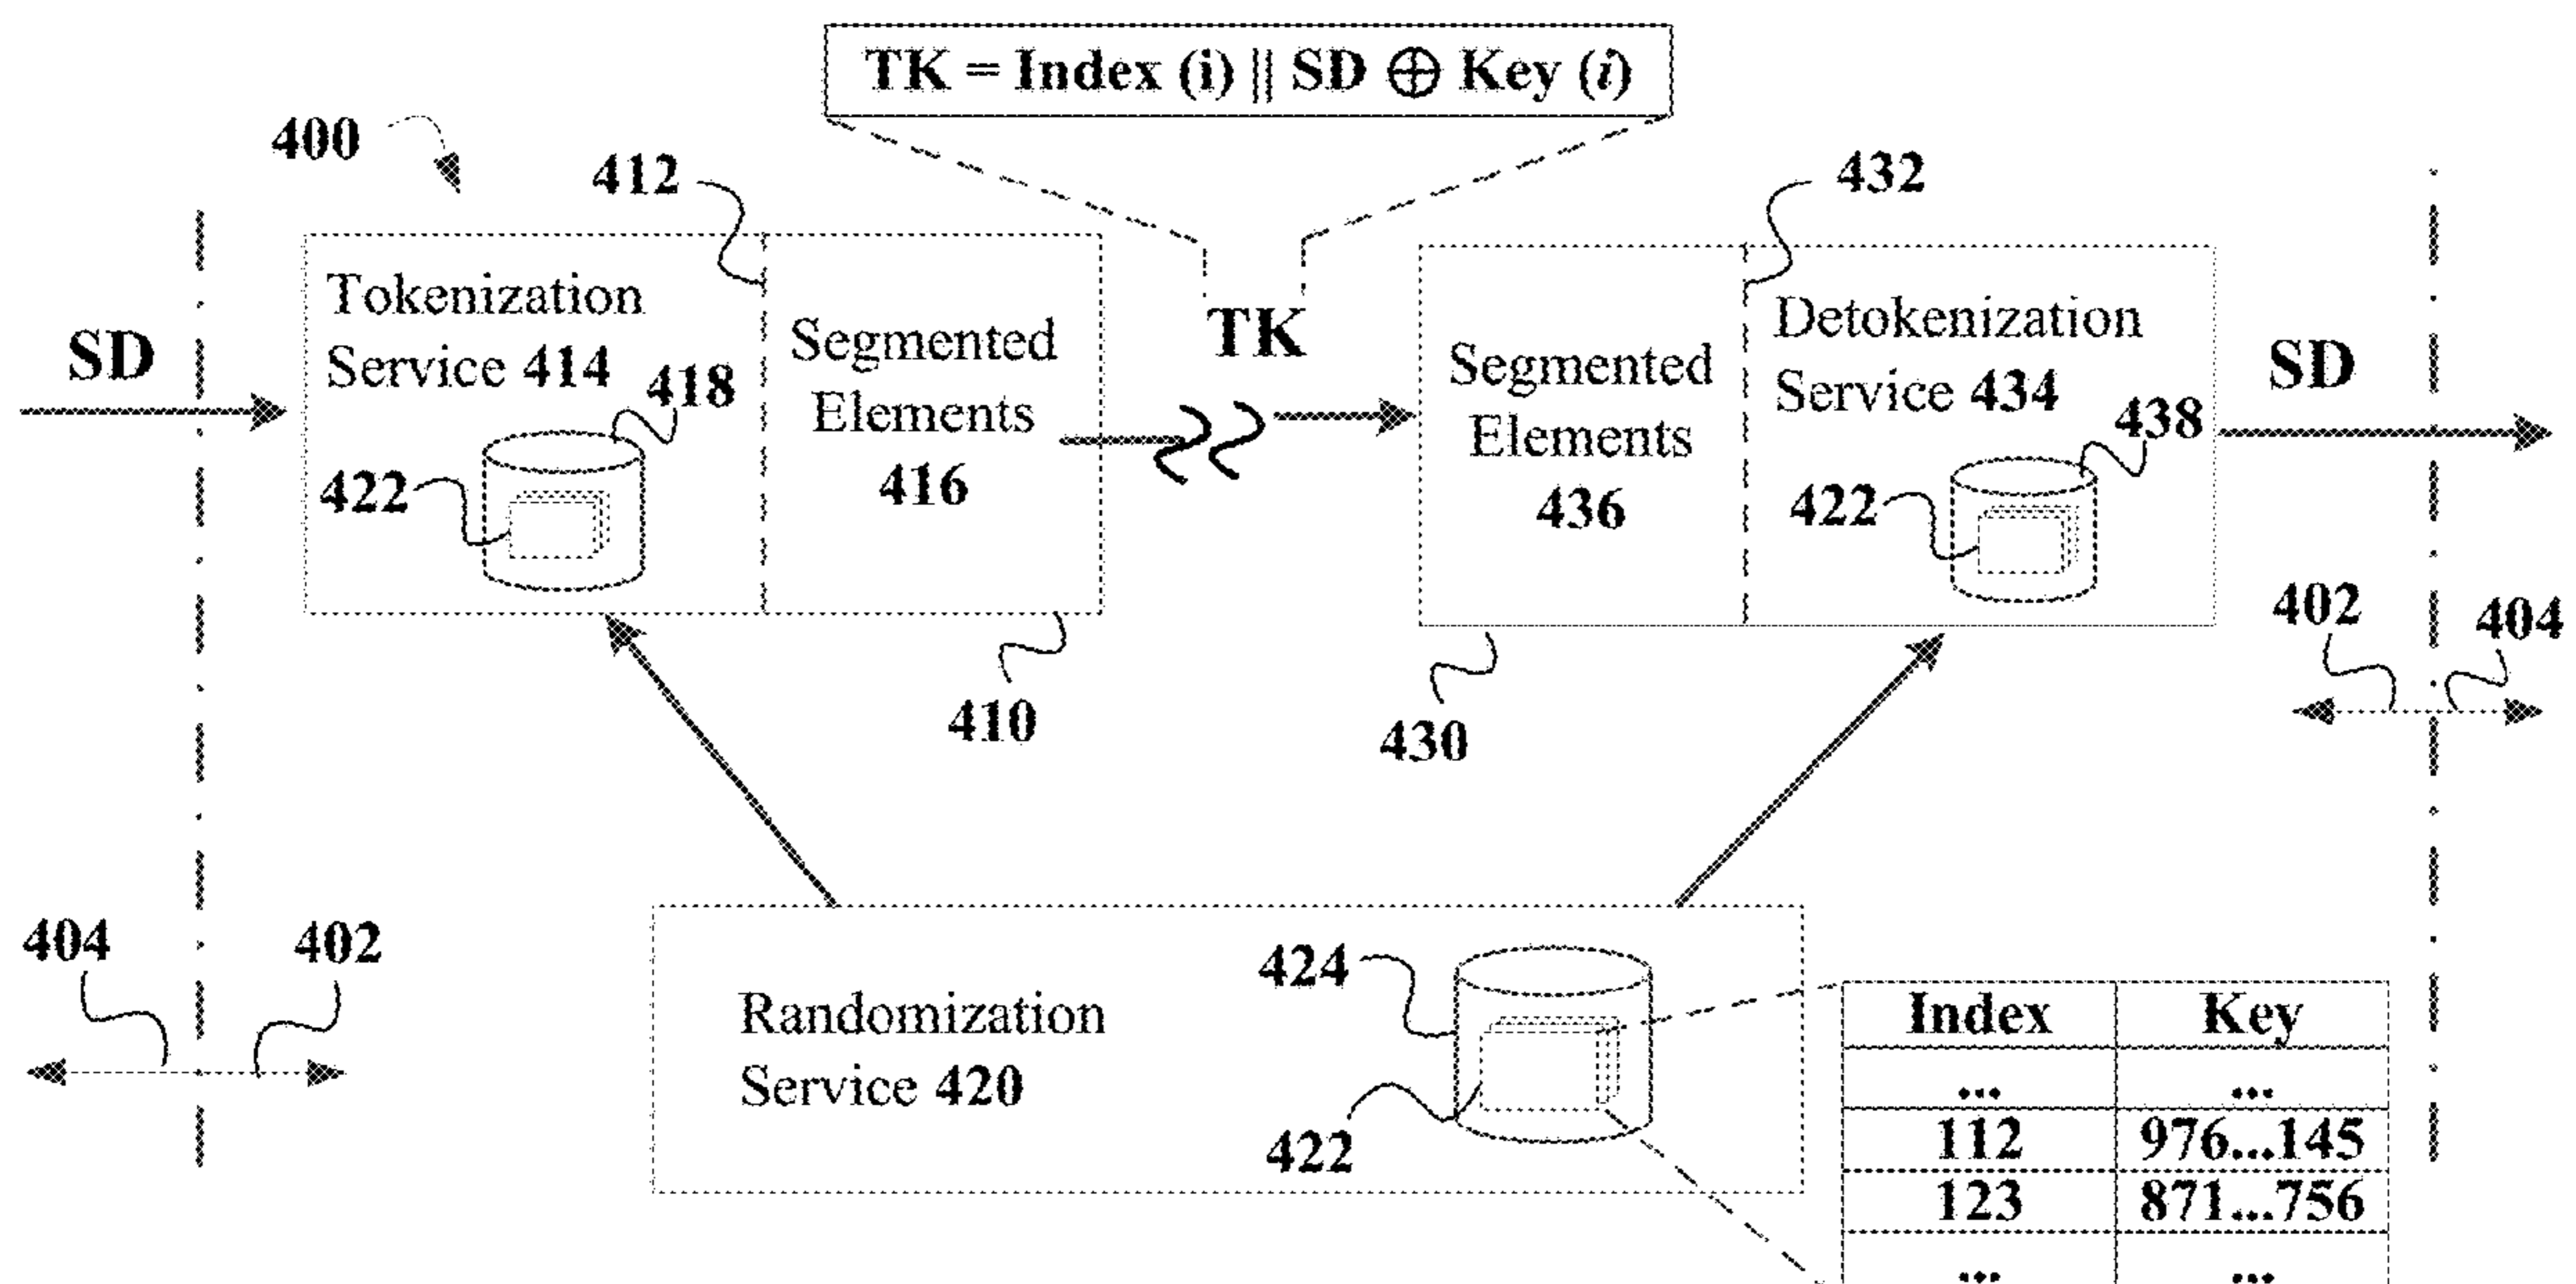 TK = Index (i) || SD ⊕ Key (i)
400
412
432
Tokenization
Service 414
418
422
Segmented
Elements
416
SD
TK
Segmented
Elements
436
Detokenization
Service 434
438
422
SD
410
430
402
404
404
402
Randomization
Service 420
424
422
Index Key
... ...
112 976...145
123 871...756
... ...